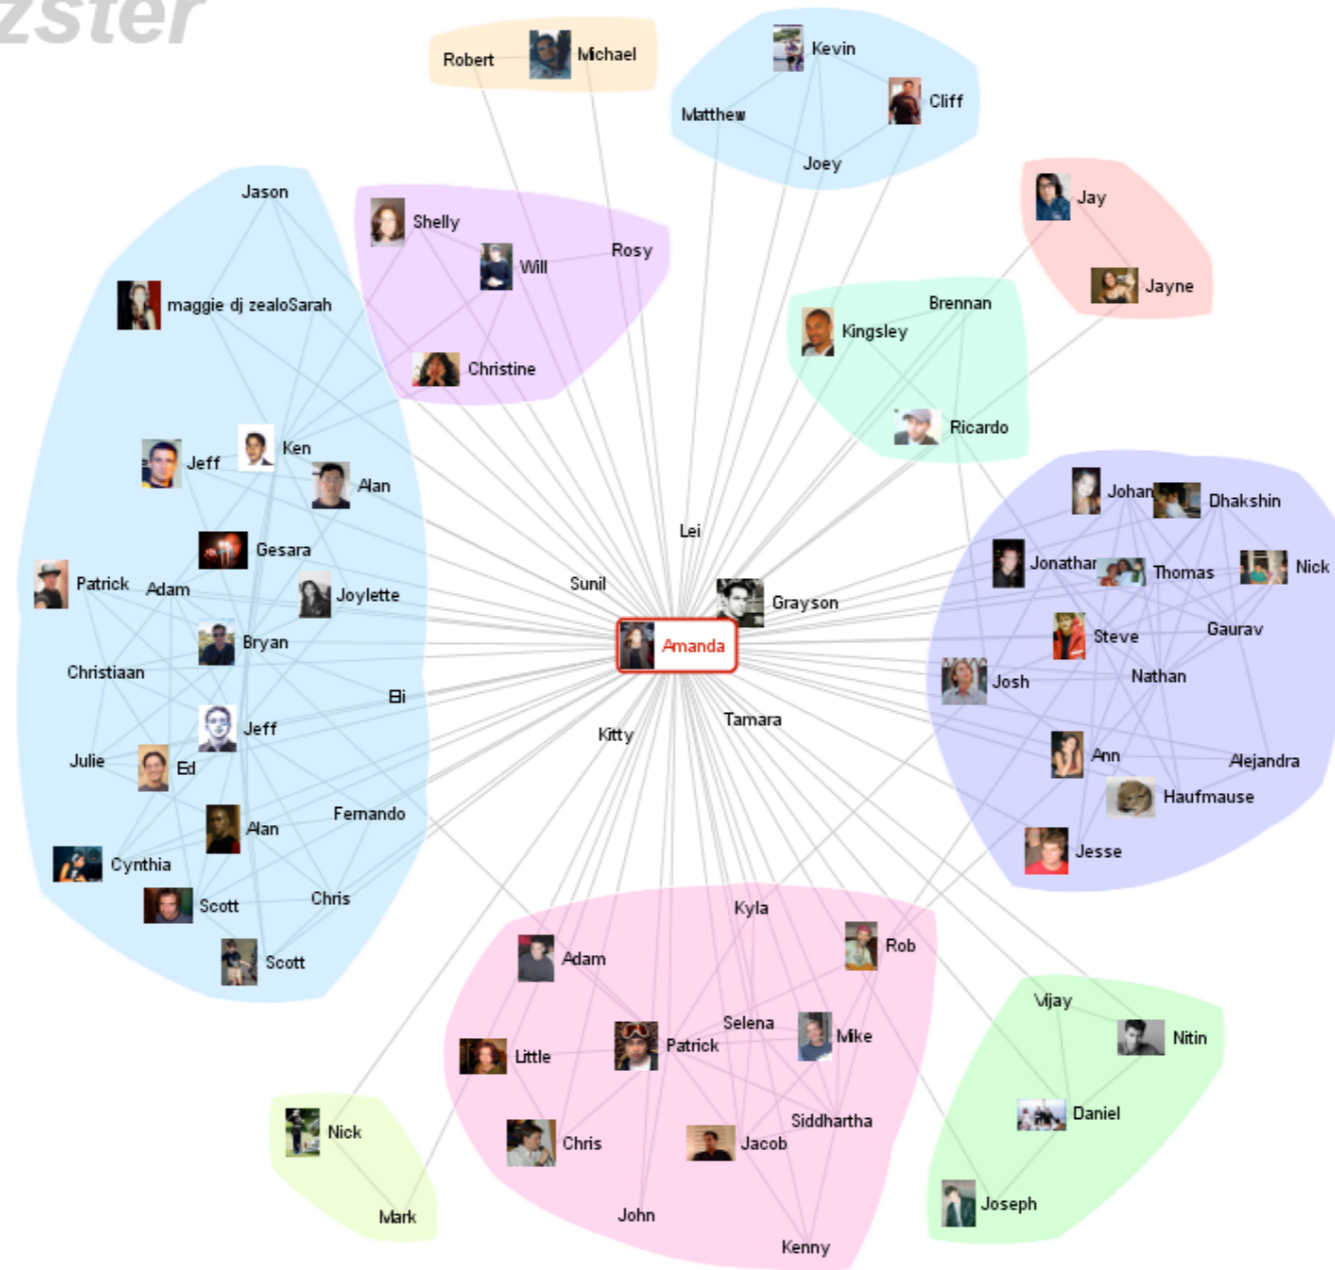 zster
Robert
Michael
Kevin
Matthew
Cliff
Joey
Jason
Shelly
Will
Rosy
Christine
Jay
Jayne
Brennan
Kingsley
Ricardo
maggie dj zealoSarah
Jeff
Ken
Alan
Gesara
Patrick
Adam
Joylette
Bryan
Christiaan
Eli
Jeff
Julie
Ed
Fernando
Alan
Cynthia
Scott
Chris
Scott
Lei
Sunil
Grayson
Amanda
Kitty
Tamara
Johan
Dhakshin
Jonathar
Thomas
Nick
Steve
Gaurav
Josh
Nathan
Ann
Alejandra
Haufmause
Jesse
Kyla
Adam
Rob
Selena
Mike
Patrick
Little
Siddhartha
Chris
Jacob
John
Kenny
Vijay
Nitin
Daniel
Joseph
Nick
Mark